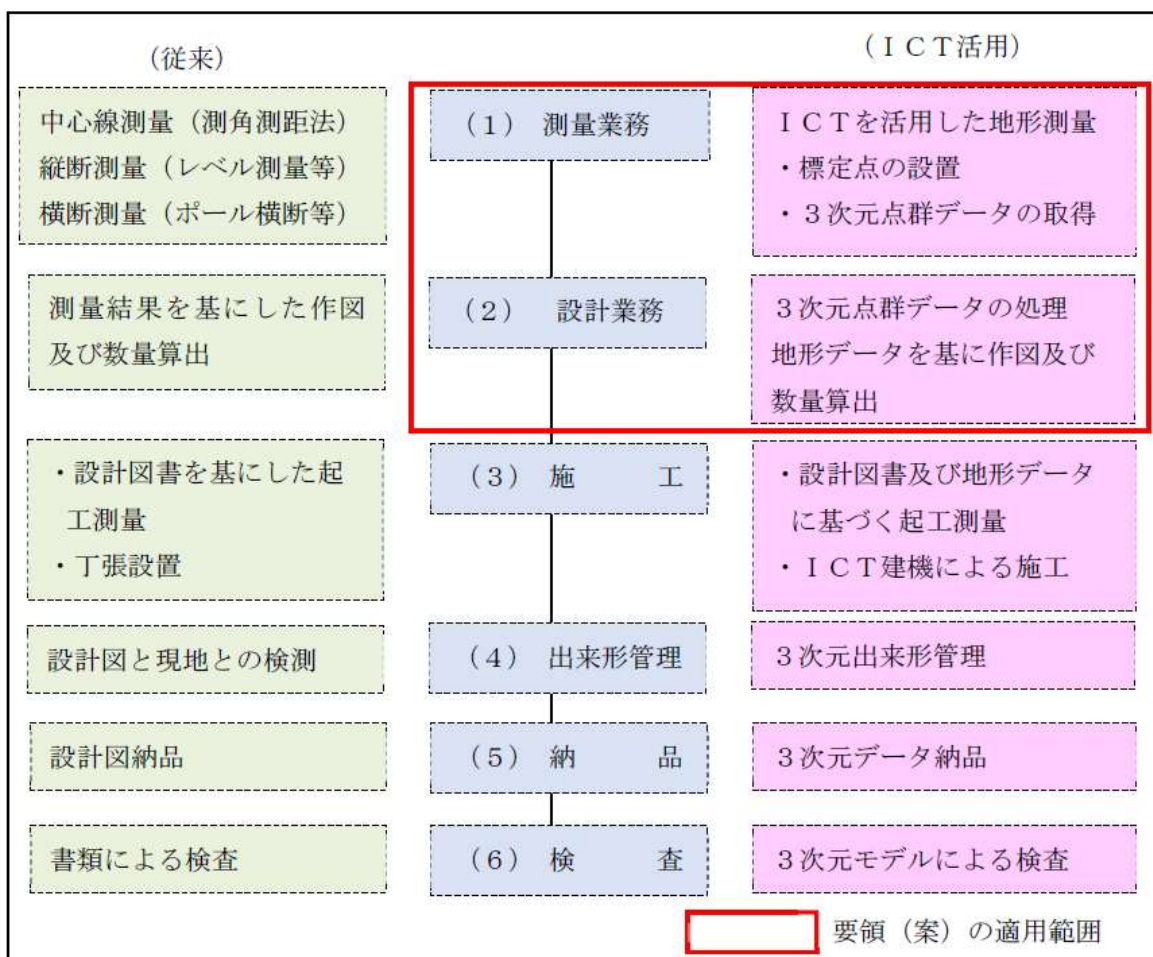 (従来)
(ICT活用)
中心線測量(測角測距法)
縦断測量(レベル測量等)
横断測量(ポール横断等)
(1) 測量業務
ICTを活用した地形測量
・標定点の設置
・3次元点群データの取得
測量結果を基にした作図
及び数量算出
(2) 設計業務
3次元点群データの処理
地形データを基に作図及び
数量算出
・設計図書を基にした起
工測量
・丁張設置
(3) 施 工
・設計図書及び地形データ
に基づく起工測量
・ICT建機による施工
設計図と現地との検測
(4) 出来形管理
3次元出来形管理
設計図納品
(5) 納 品
3次元データ納品
書類による検査
(6) 検 査
3次元モデルによる検査
要領(案)の適用範囲